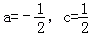 a=-1/2, c=1/2